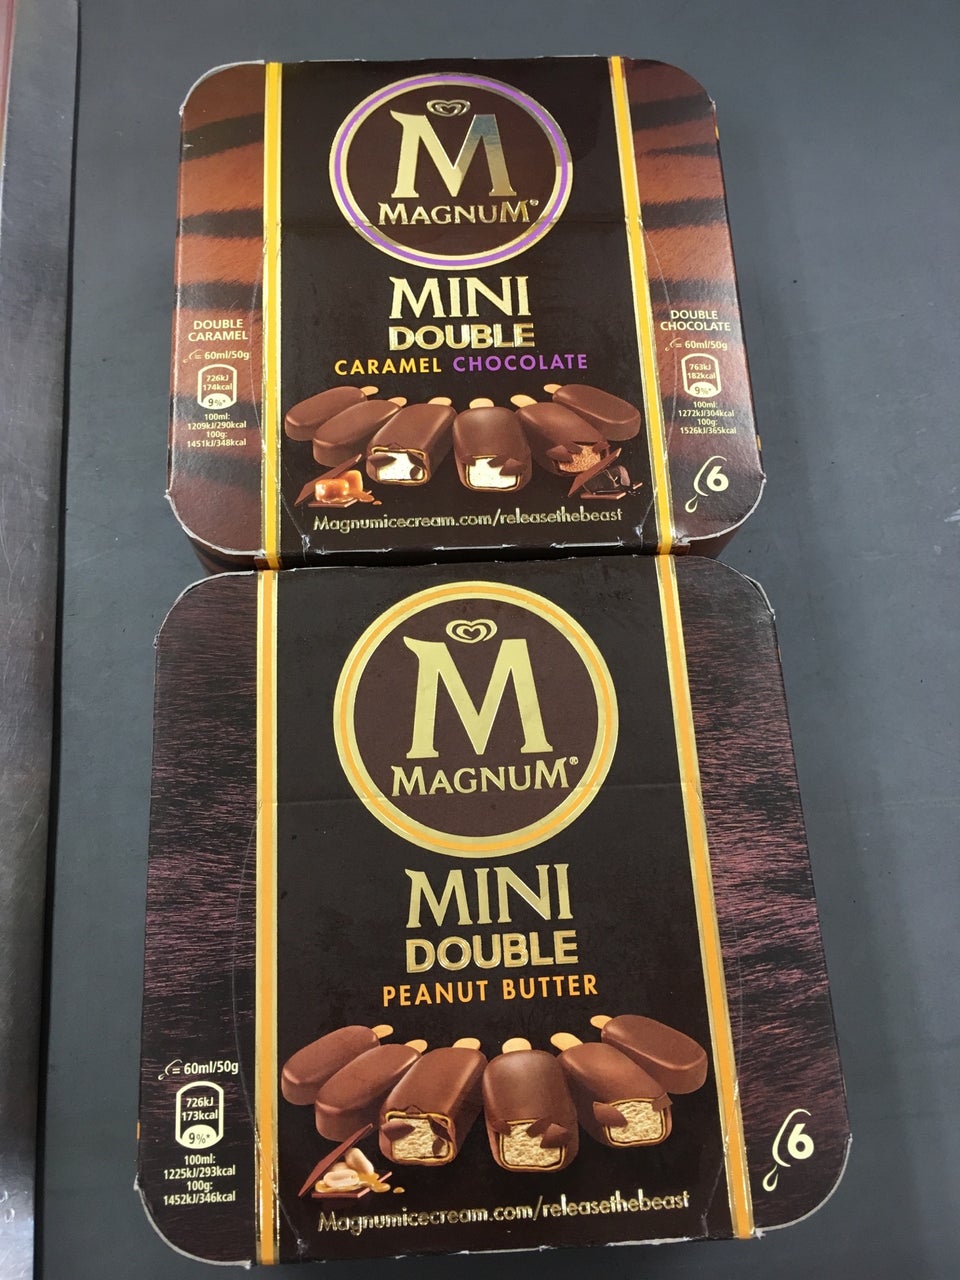 M
MAGNUM®
MINI
DOUBLE
CARAMEL CHOCOLATE
DOUBLE
CARAMEL
= 60ml/50g
726kJ
174kcal
9%*
100ml:
1209kJ/290kcal
100g:
1451kJ/348kcal
DOUBLE
CHOCOLATE
= 60ml/50g
763kJ
182kcal
9%*
100ml:
1272kJ/304kcal
100g:
1526kJ/365kcal
6
Magnumicecream.com/releasethebeast
M
MAGNUM®
MINI
DOUBLE
PEANUT BUTTER
= 60ml/50g
726kJ
173kcal
9%*
100ml:
1225kJ/293kcal
100g:
1452kJ/346kcal
6
Magnumicecream.com/releasethebeast